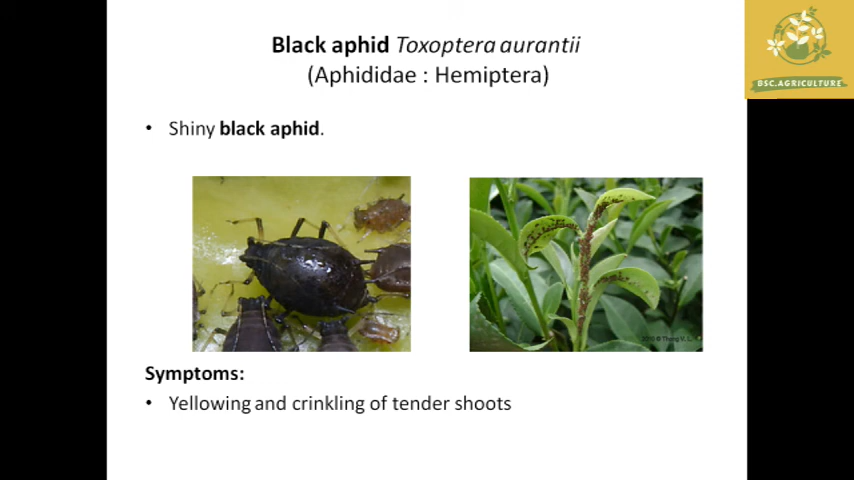 Black aphid Toxoptera aurantii
(Aphididae : Hemiptera)
BSC.AGRICULTURE
• Shiny black aphid.
Symptoms:
• Yellowing and crinkling of tender shoots